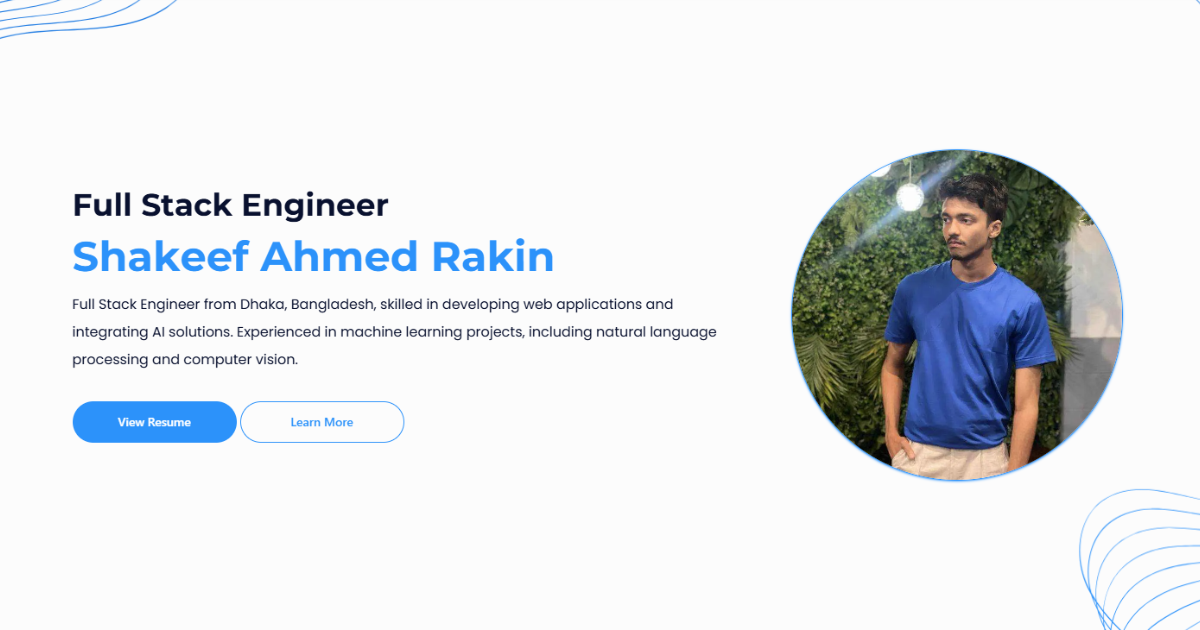 Full Stack Engineer
Shakeef Ahmed Rakin
Full Stack Engineer from Dhaka, Bangladesh, skilled in developing web applications and
integrating AI solutions. Experienced in machine learning projects, including natural language
processing and computer vision.
View Resume
Learn More